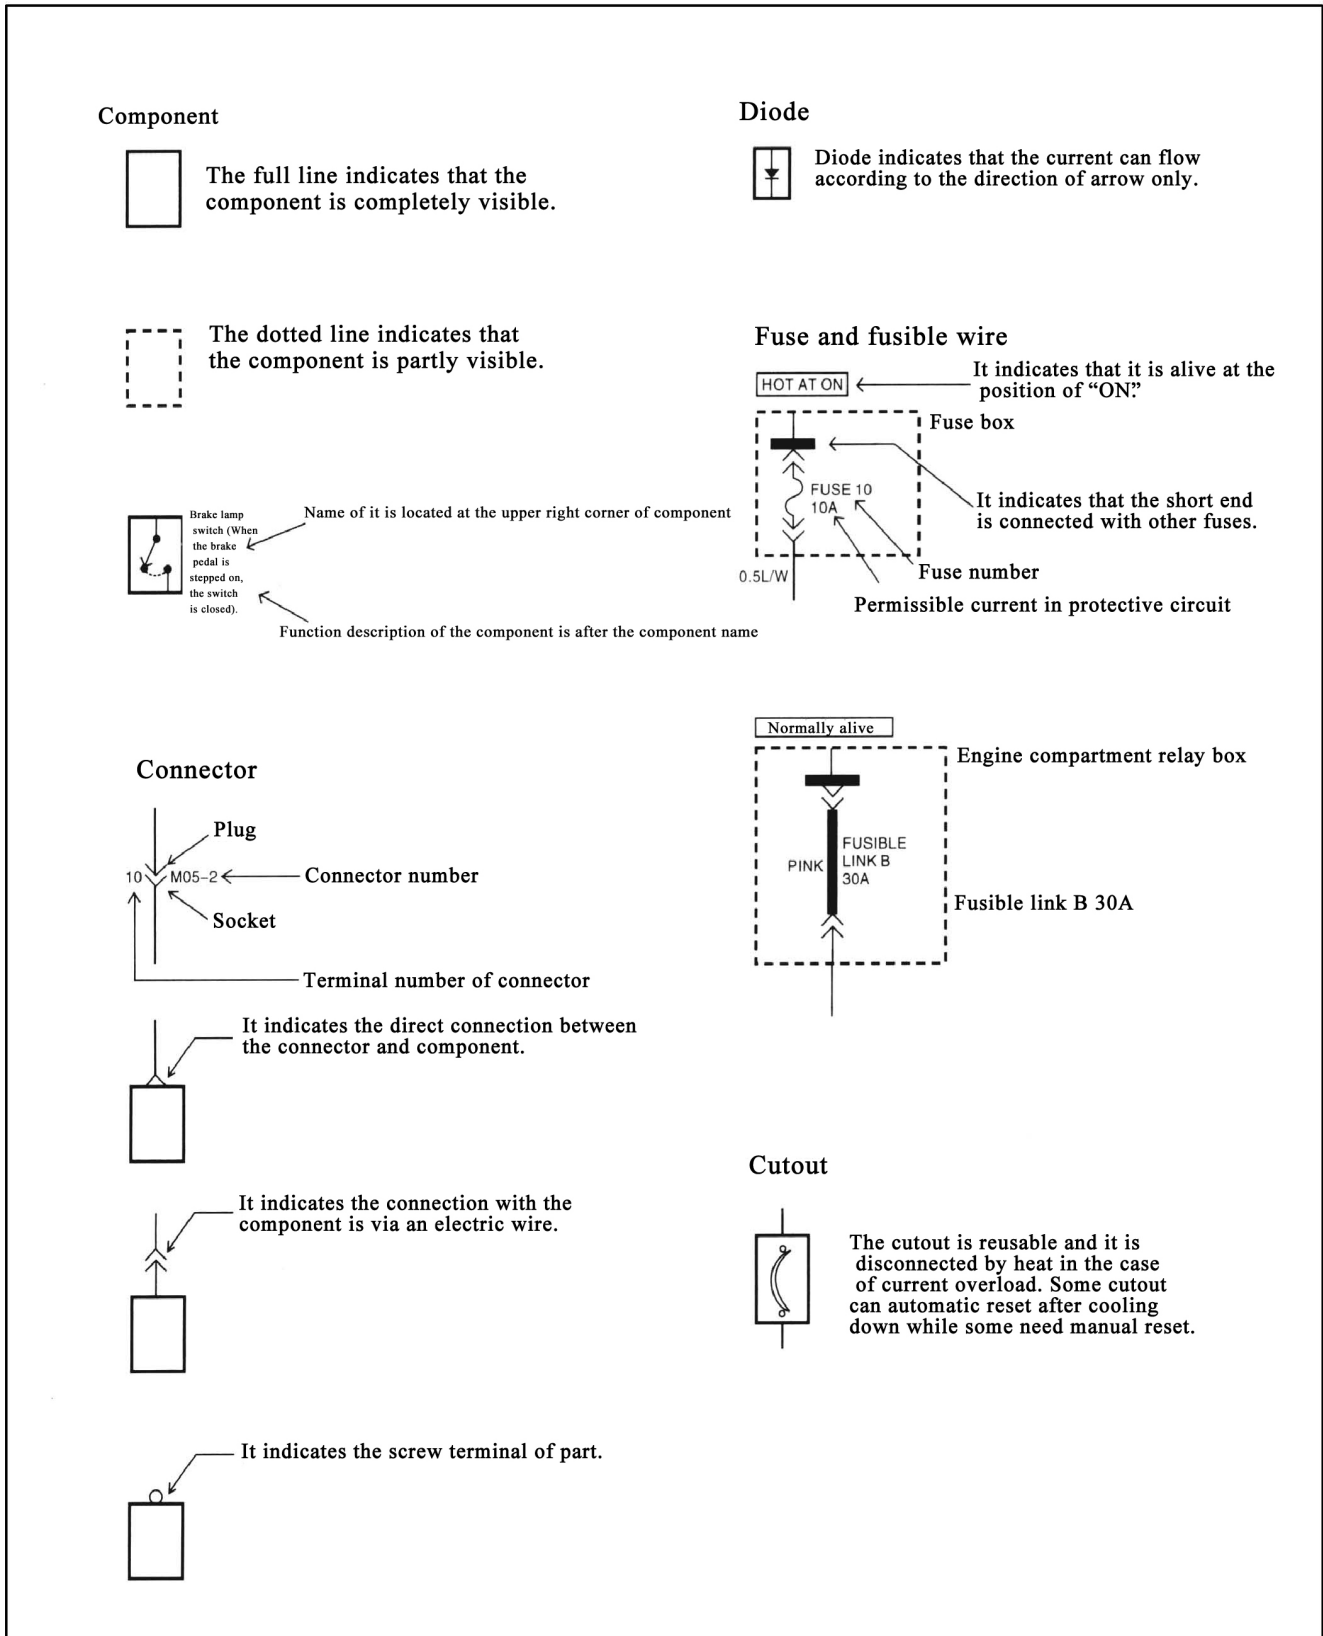 Component
The full line indicates that the
component is completely visible.
The dotted line indicates that
the component is partly visible.
Brake lamp
switch (When
the brake
pedal is
stepped on,
the switch
is closed).
Name of it is located at the upper right corner of component
Function description of the component is after the component name
Connector
Plug
10
M05-2
Connector number
Socket
Terminal number of connector
It indicates the direct connection between
the connector and component.
It indicates the connection with the
component is via an electric wire.
It indicates the screw terminal of part.
Diode
Diode indicates that the current can flow
according to the direction of arrow only.
Fuse and fusible wire
HOT AT ON
It indicates that it is alive at the
position of “ON.”
Fuse box
FUSE 10
10A
It indicates that the short end
is connected with other fuses.
0.5L/W
Fuse number
Permissible current in protective circuit
Normally alive
Engine compartment relay box
PINK
FUSIBLE
LINK B
30A
Fusible link B 30A
Cutout
The cutout is reusable and it is
disconnected by heat in the case
of current overload. Some cutout
can automatic reset after cooling
down while some need manual reset.